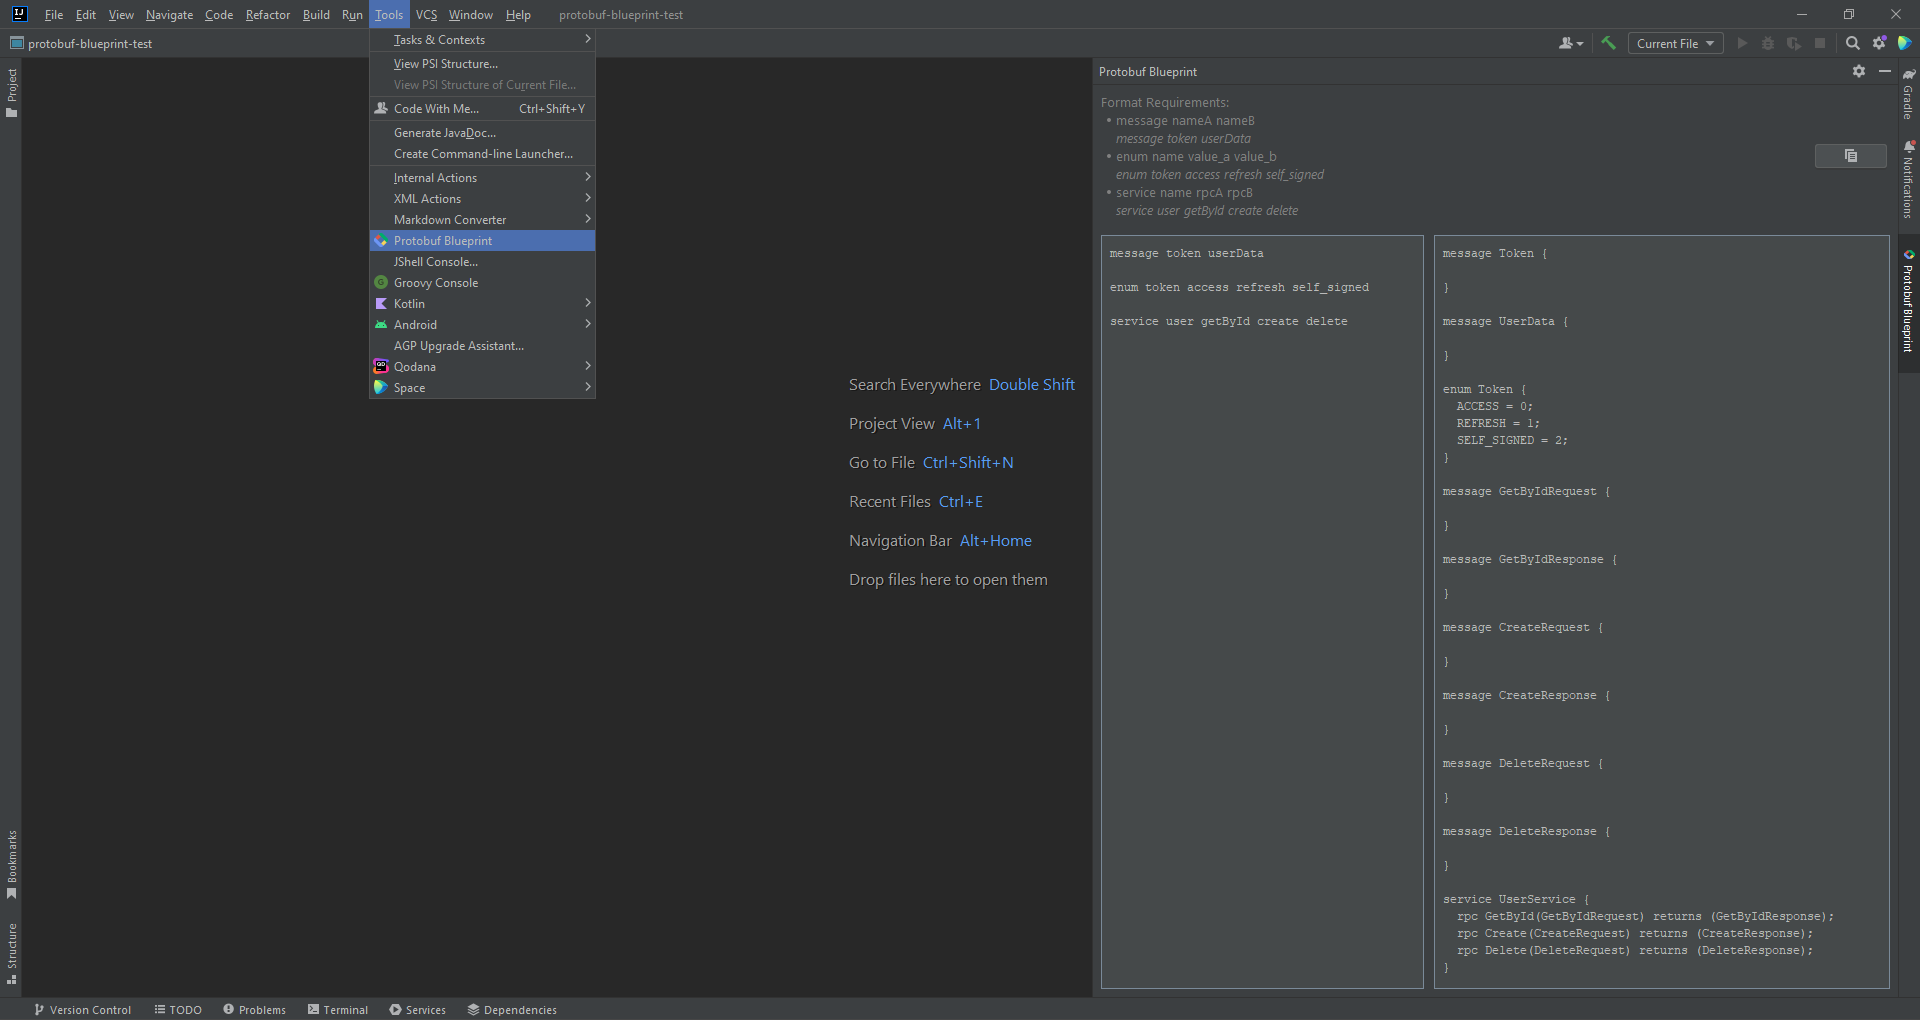 IJ File Edit View Navigate Code Refactor Build Run Tools VCS Window Help protobuf-blueprint-test
protobuf-blueprint-test
Current File
Project
Bookmarks
Structure
Tasks & Contexts
View PSI Structure...
View PSI Structure of Current File...
Code With Me... Ctrl+Shift+Y
Generate JavaDoc...
Create Command-line Launcher...
Internal Actions
XML Actions
Markdown Converter
Protobuf Blueprint
JShell Console...
G Groovy Console
Kotlin
Android
AGP Upgrade Assistant...
QD Qodana
Space
Search Everywhere Double Shift
Project View Alt+1
Go to File Ctrl+Shift+N
Recent Files Ctrl+E
Navigation Bar Alt+Home
Drop files here to open them
Protobuf Blueprint
Format Requirements:
• message nameA nameB
message token userData
• enum name value_a value_b
enum token access refresh self_signed
• service name rpcA rpcB
service user getById create delete
message token userData
enum token access refresh self_signed
service user getById create delete
message Token {
}
message UserData {
}
enum Token {
ACCESS = 0;
REFRESH = 1;
SELF_SIGNED = 2;
}
message GetByIdRequest {
}
message GetByIdResponse {
}
message CreateRequest {
}
message CreateResponse {
}
message DeleteRequest {
}
message DeleteResponse {
}
service UserService {
rpc GetById(GetByIdRequest) returns (GetByIdResponse);
rpc Create(CreateRequest) returns (CreateResponse);
rpc Delete(DeleteRequest) returns (DeleteResponse);
}
Gradle
Notifications
Protobuf Blueprint
Version Control TODO Problems Terminal Services Dependencies